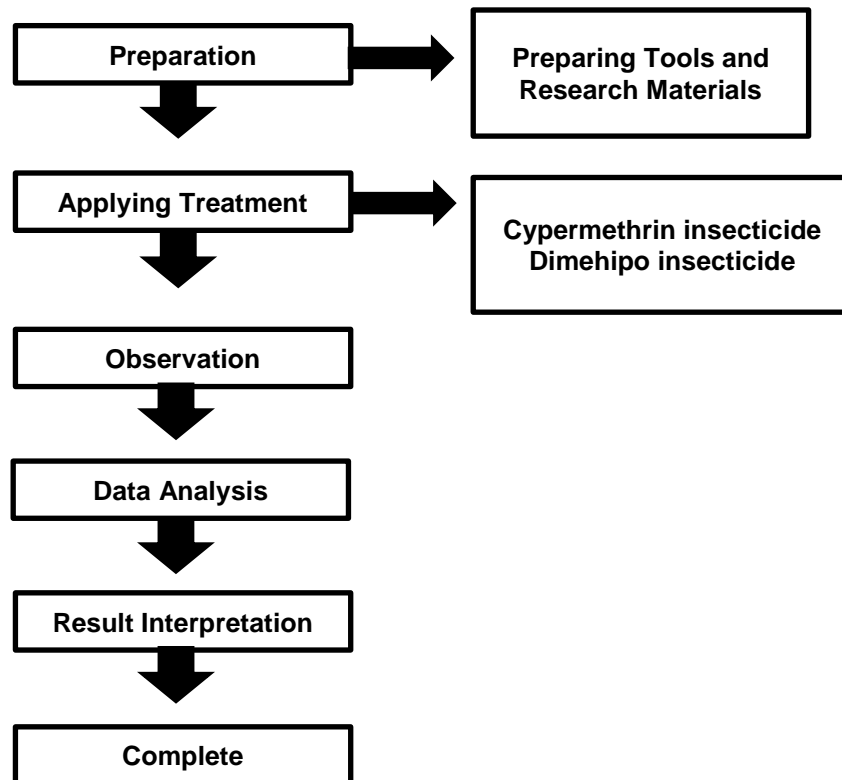 Preparation
Preparing Tools and
Research Materials
Applying Treatment
Cypermethrin insecticide
Dimehipo insecticide
Observation
Data Analysis
Result Interpretation
Complete